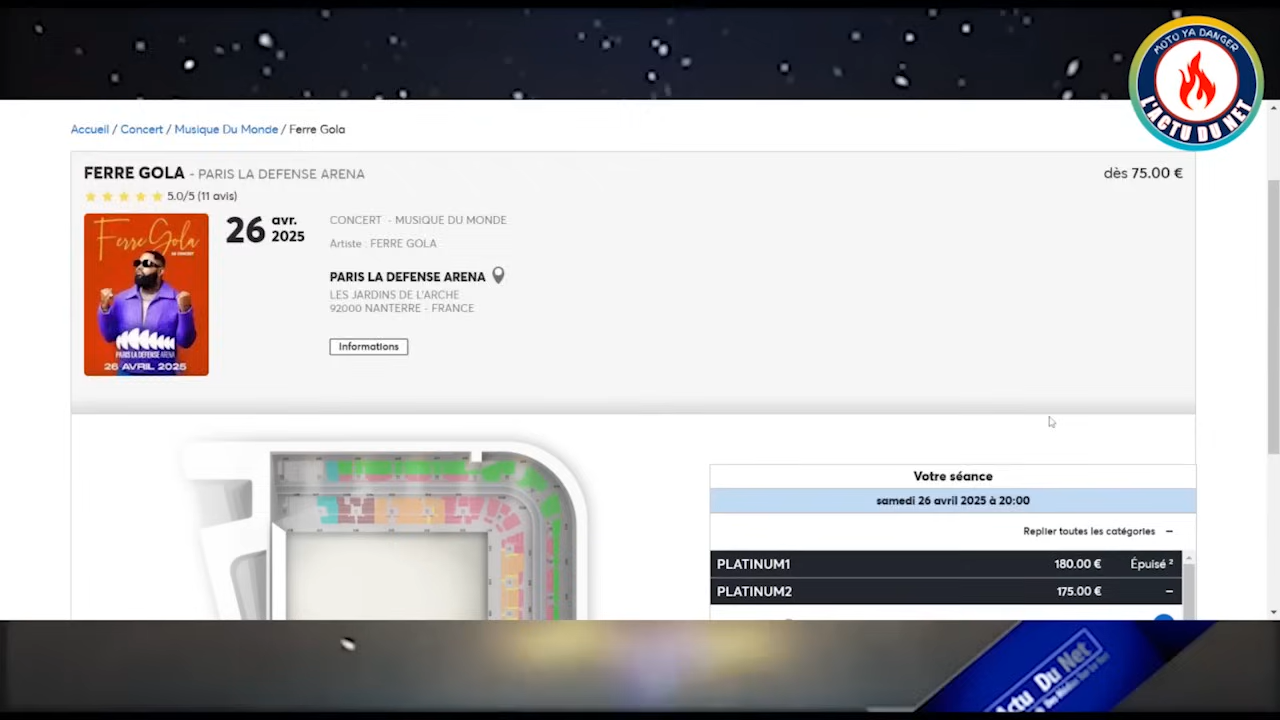 MOTO YA DANGER
L'ACTU DU NET
Accueil / Concert / Musique Du Monde / Ferre Gola
FERRE GOLA - PARIS LA DEFENSE ARENA
dès 75.00 €
5.0/5 (11 avis)
Ferre Gola
PARIS LA DEFENSE ARENA
26 AVRIL 2025
26 avr. 2025
CONCERT - MUSIQUE DU MONDE
Artiste : FERRE GOLA
PARIS LA DEFENSE ARENA
LES JARDINS DE L'ARCHE
92000 NANTERRE - FRANCE
Informations
Votre séance
samedi 26 avril 2025 à 20:00
Replier toutes les catégories −
PLATINUM1 180.00 € Épuisé ²
PLATINUM2 175.00 € −
Actu Du Net